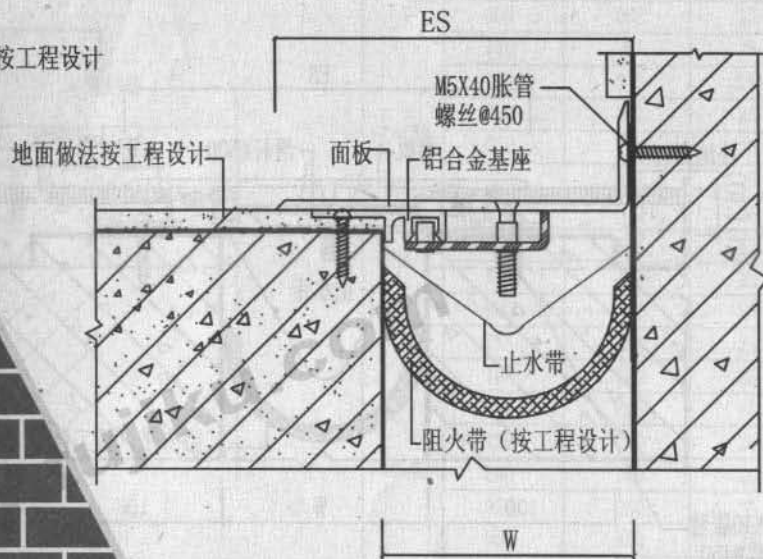 ES
按工程设计
M5X40胀管
螺丝@450
地面做法按工程设计
面板
铝合金基座
止水带
阻火带（按工程设计）
W
ujiku.com